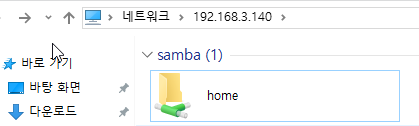 네트워크 > 192.168.3.140 >
samba (1)
바로 가기
home
바탕 화면
다운로드